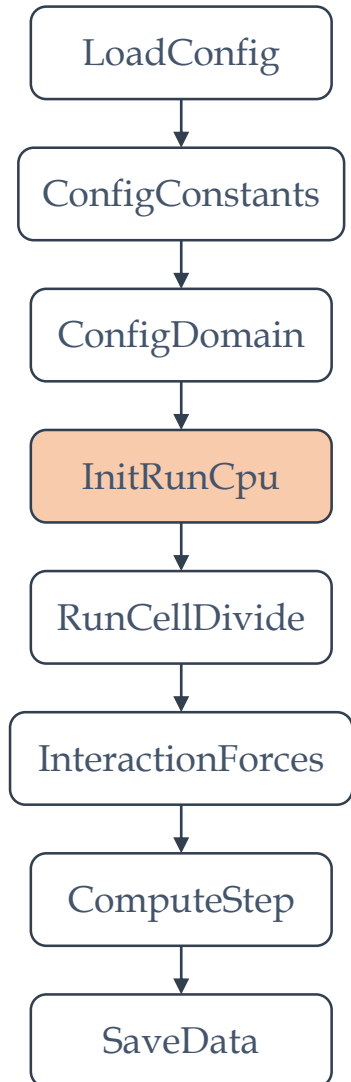 LoadConfig
ConfigConstants
ConfigDomain
InitRunCpu
RunCellDivide
InteractionForces
ComputeStep
SaveData